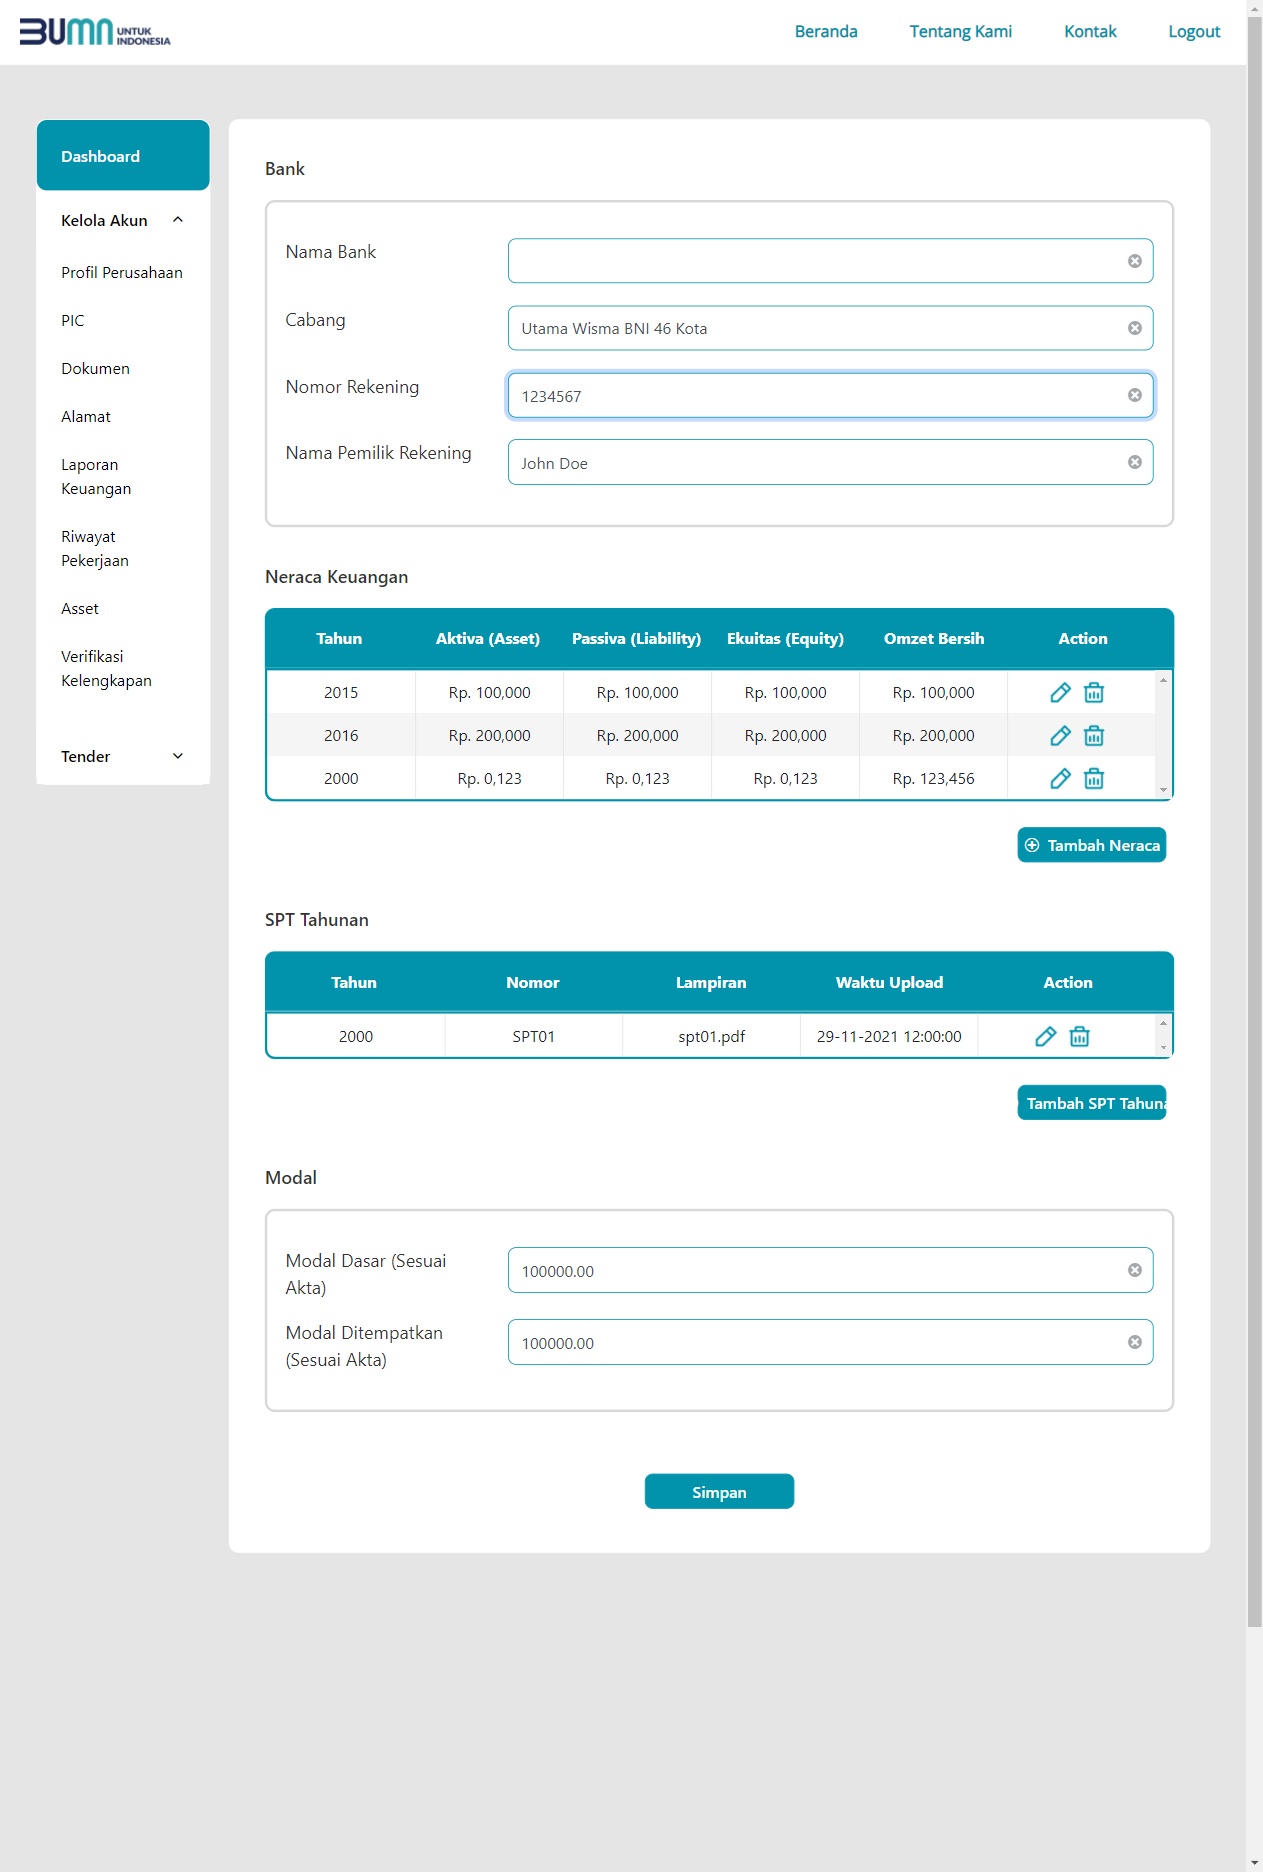 BUMN UNTUK INDONESIA
Beranda Tentang Kami Kontak Logout
Dashboard
Kelola Akun
Profil Perusahaan
PIC
Dokumen
Alamat
Laporan
Keuangan
Riwayat
Pekerjaan
Asset
Verifikasi
Kelengkapan
Tender
Bank
Nama Bank
Cabang Utama Wisma BNI 46 Kota
Nomor Rekening 1234567
Nama Pemilik Rekening John Doe
Neraca Keuangan
Tahun Aktiva (Asset) Passiva (Liability) Ekuitas (Equity) Omzet Bersih Action
2015 Rp. 100,000 Rp. 100,000 Rp. 100,000 Rp. 100,000
2016 Rp. 200,000 Rp. 200,000 Rp. 200,000 Rp. 200,000
2000 Rp. 0,123 Rp. 0,123 Rp. 0,123 Rp. 123,456
Tambah Neraca
SPT Tahunan
Tahun Nomor Lampiran Waktu Upload Action
2000 SPT01 spt01.pdf 29-11-2021 12:00:00
Tambah SPT Tahuna
Modal
Modal Dasar (Sesuai
Akta) 100000.00
Modal Ditempatkan
(Sesuai Akta) 100000.00
Simpan